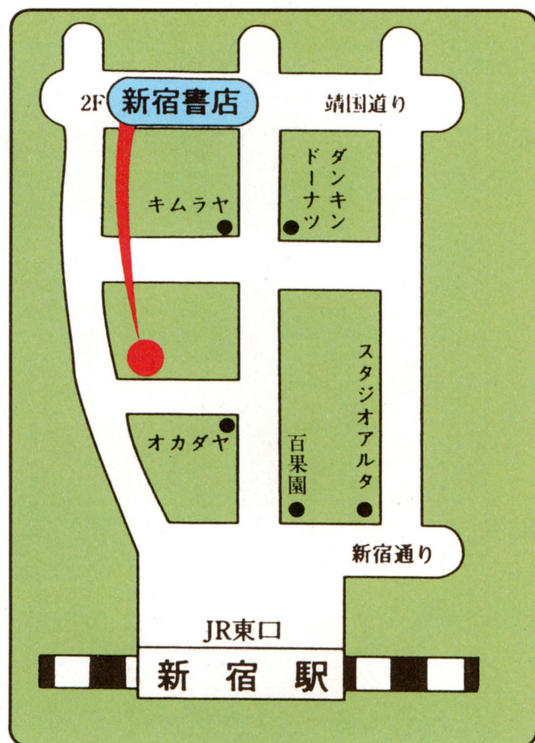 2F
新宿書店
靖国道り
キムラヤ
ダンキン
ドーナツ
スタジオアルタ
オカダヤ
百果園
新宿通り
JR東口
新宿駅